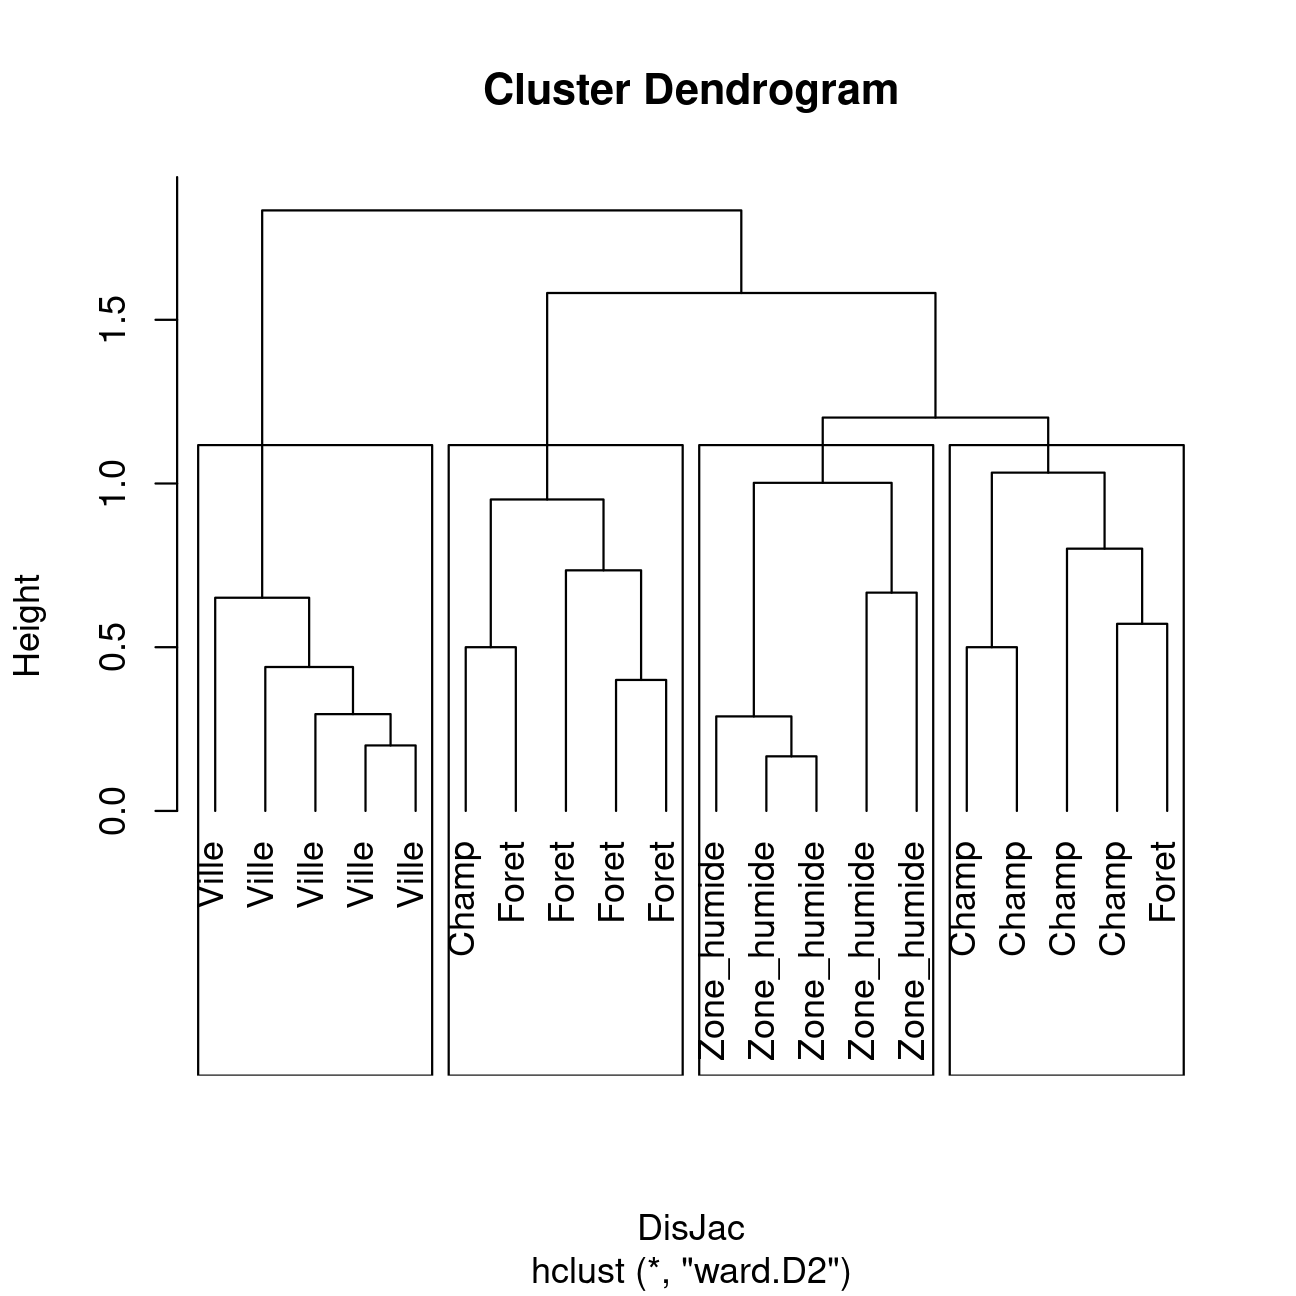 Cluster Dendrogram
Height
1.5
1.0
0.5
0.0
Ville
Ville
Ville
Ville
Ville
Champ
Foret
Foret
Foret
Foret
Zone_humide
Zone_humide
Zone_humide
Zone_humide
Zone_humide
Champ
Champ
Champ
Champ
Foret
DisJac
hclust (*, "ward.D2")